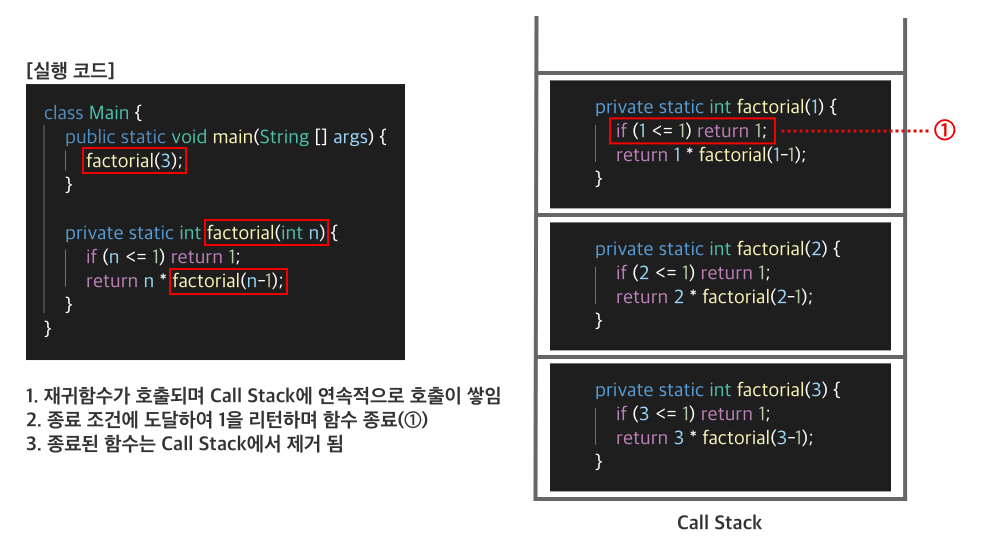 [실행 코드]
class Main {
public static void main(String [] args) {
factorial(3);
}
private static int factorial(int n) {
if (n <= 1) return 1;
return n * factorial(n-1);
}
}
1. 재귀함수가 호출되며 Call Stack에 연속적으로 호출이 쌓임
2. 종료 조건에 도달하여 1을 리턴하며 함수 종료(①)
3. 종료된 함수는 Call Stack에서 제거 됨
private static int factorial(1) {
if (1 <= 1) return 1;
①
return 1 * factorial(1-1);
}
private static int factorial(2) {
if (2 <= 1) return 1;
return 2 * factorial(2-1);
}
private static int factorial(3) {
if (3 <= 1) return 1;
return 3 * factorial(3-1);
}
Call Stack